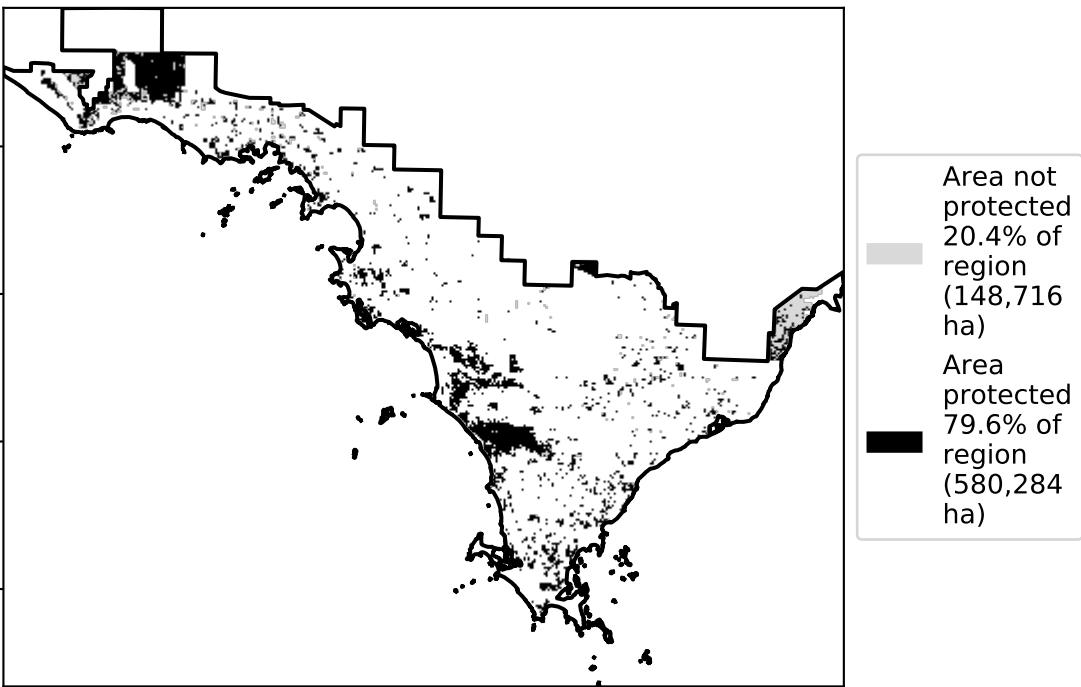 Area not
protected
20.4% of
region
(148,716
ha)
Area
protected
79.6% of
region
(580,284
ha)